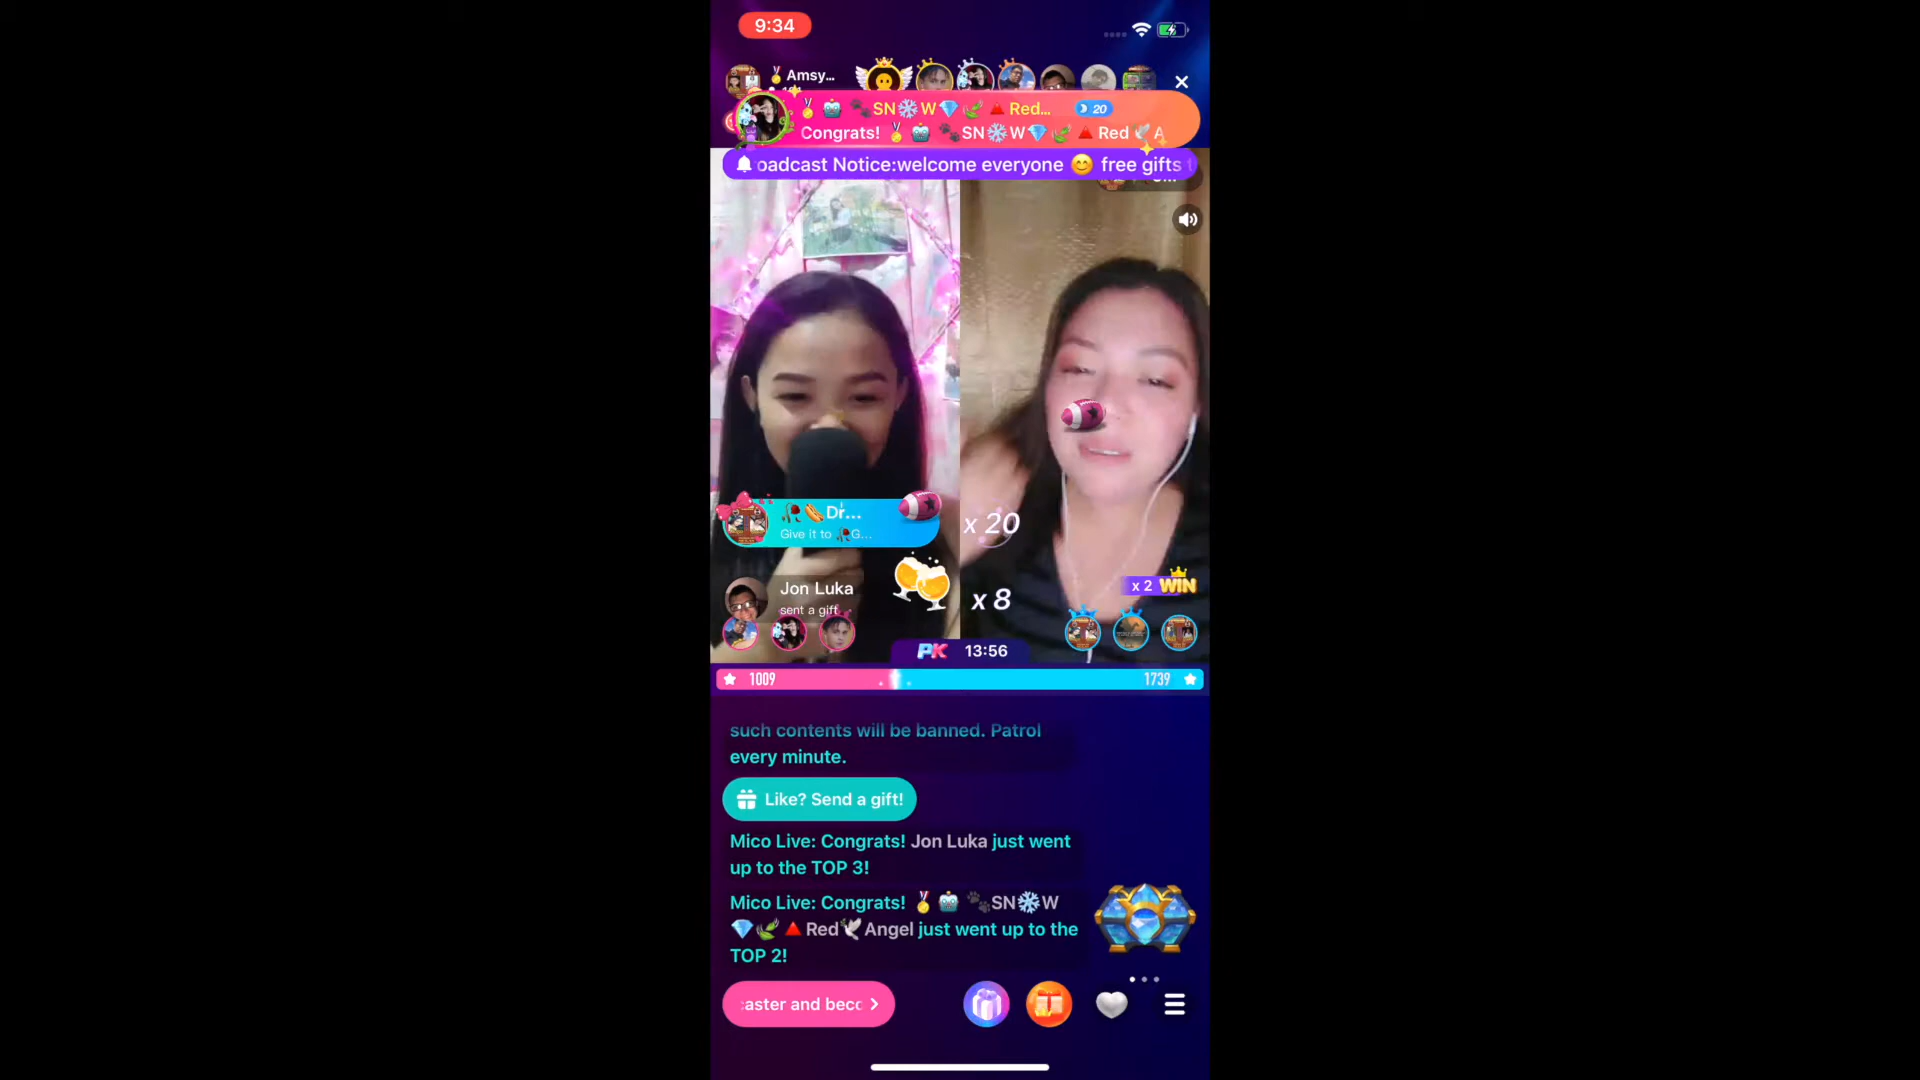 9:34
🏅 Amsy...
🏅 🤖 🐾SN❄️W💎🌿 🔺Red... 20
Congrats! 🏅 🤖 🐾SN❄️W💎🌿 🔺Red 🕊 A
oadcast Notice:welcome everyone 😊 free gifts
🥀🌭Dr...
Give it to 🥀G...
x 20
Jon Luka
sent a gift
x 8
x 2 WIN
PK 13:56
1009
1739
such contents will be banned. Patrol
every minute.
Like? Send a gift!
Mico Live: Congrats! Jon Luka just went
up to the TOP 3!
Mico Live: Congrats! 🏅 🤖 🐾SN❄️W
💎🌿 🔺Red🕊Angel just went up to the
TOP 2!
aster and beco